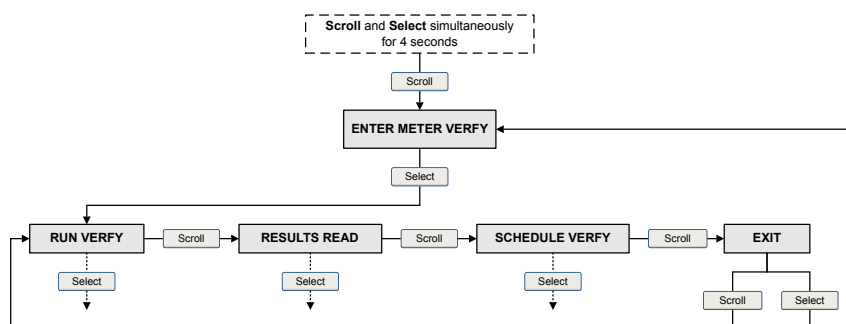 Scroll and Select simultaneously
for 4 seconds
Scroll
ENTER METER VERFY
Select
RUN VERFY
Scroll
RESULTS READ
Scroll
SCHEDULE VERFY
Scroll
EXIT
Select
Select
Select
Scroll
Select